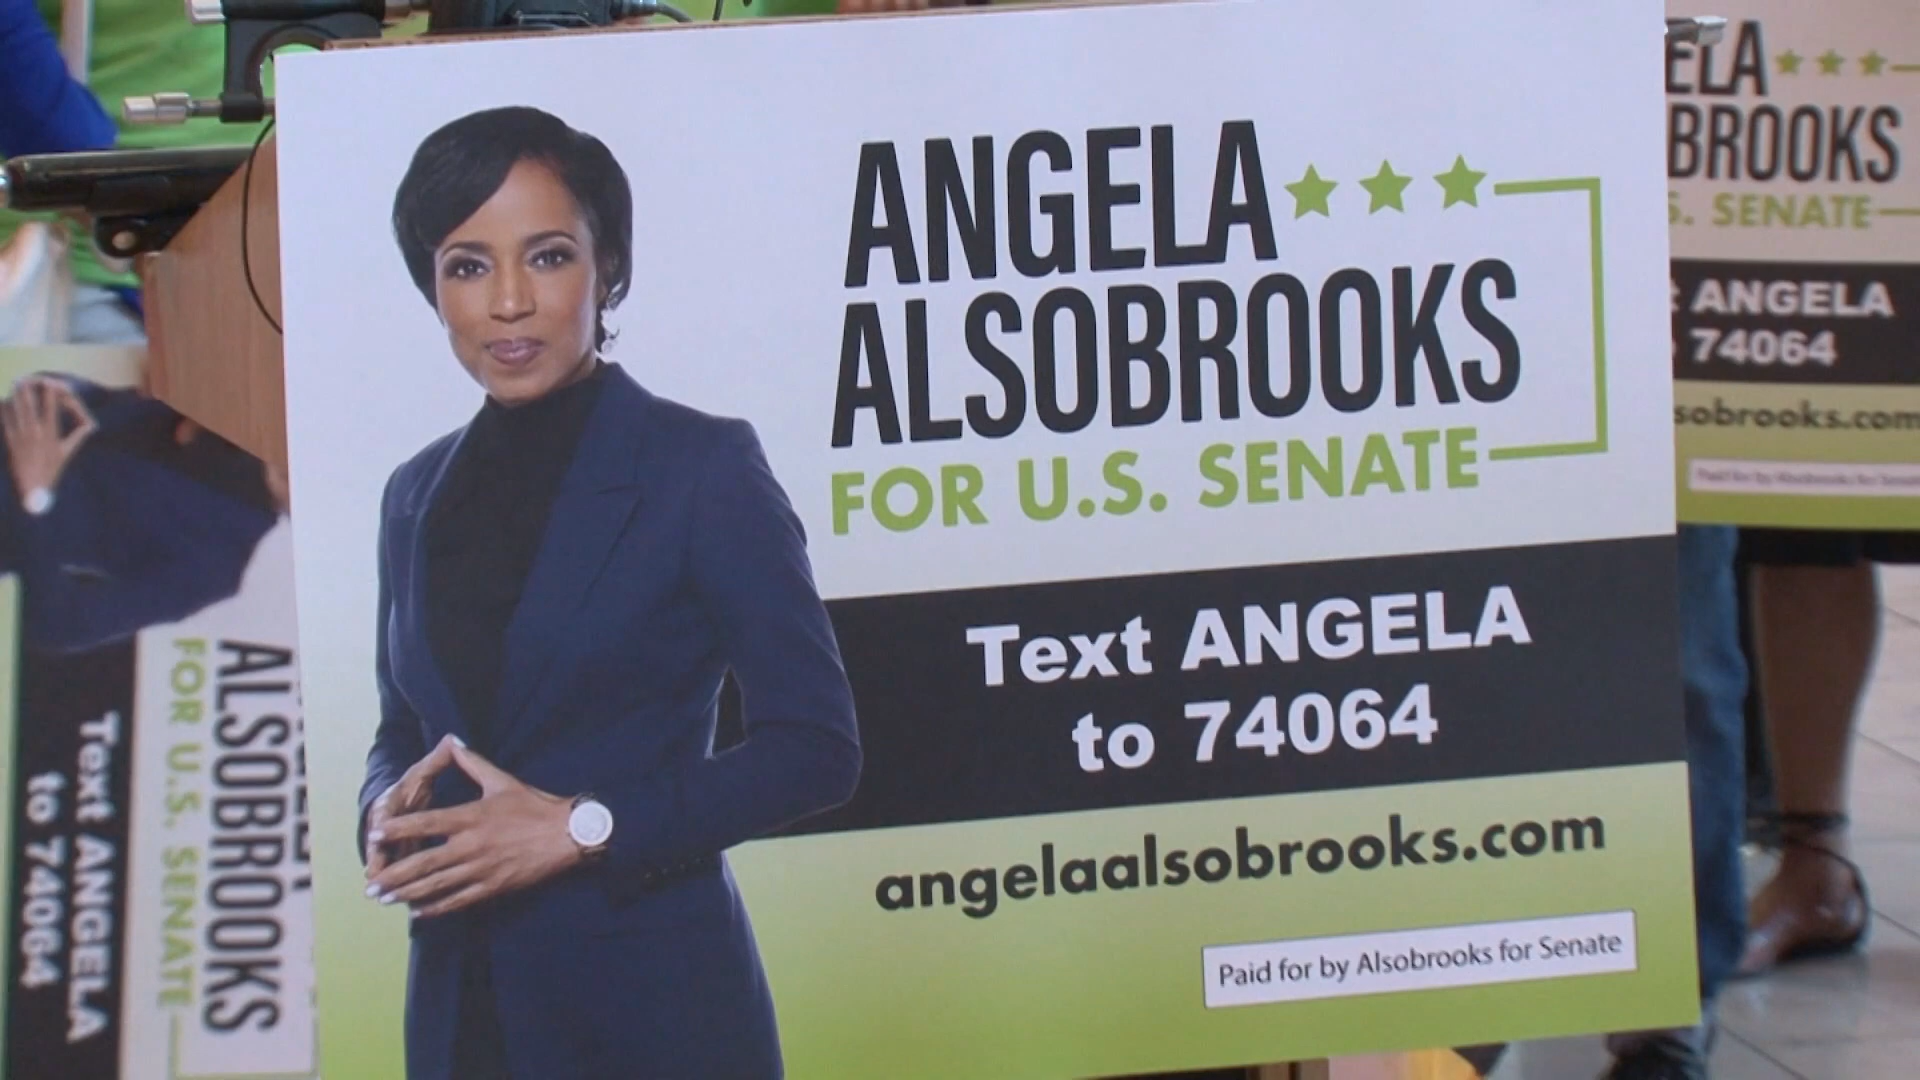 ANGELA
ALSOBROOKS
FOR U.S. SENATE
Text ANGELA
to 74064
angelaalsobrooks.com
Paid for by Alsobrooks for Senate
ELA
BROOKS
S. SENATE
ANGELA
74064
sobrooks.com
ALSOBROOKS
FOR U.S. SENATE
Text ANGELA
to 74064